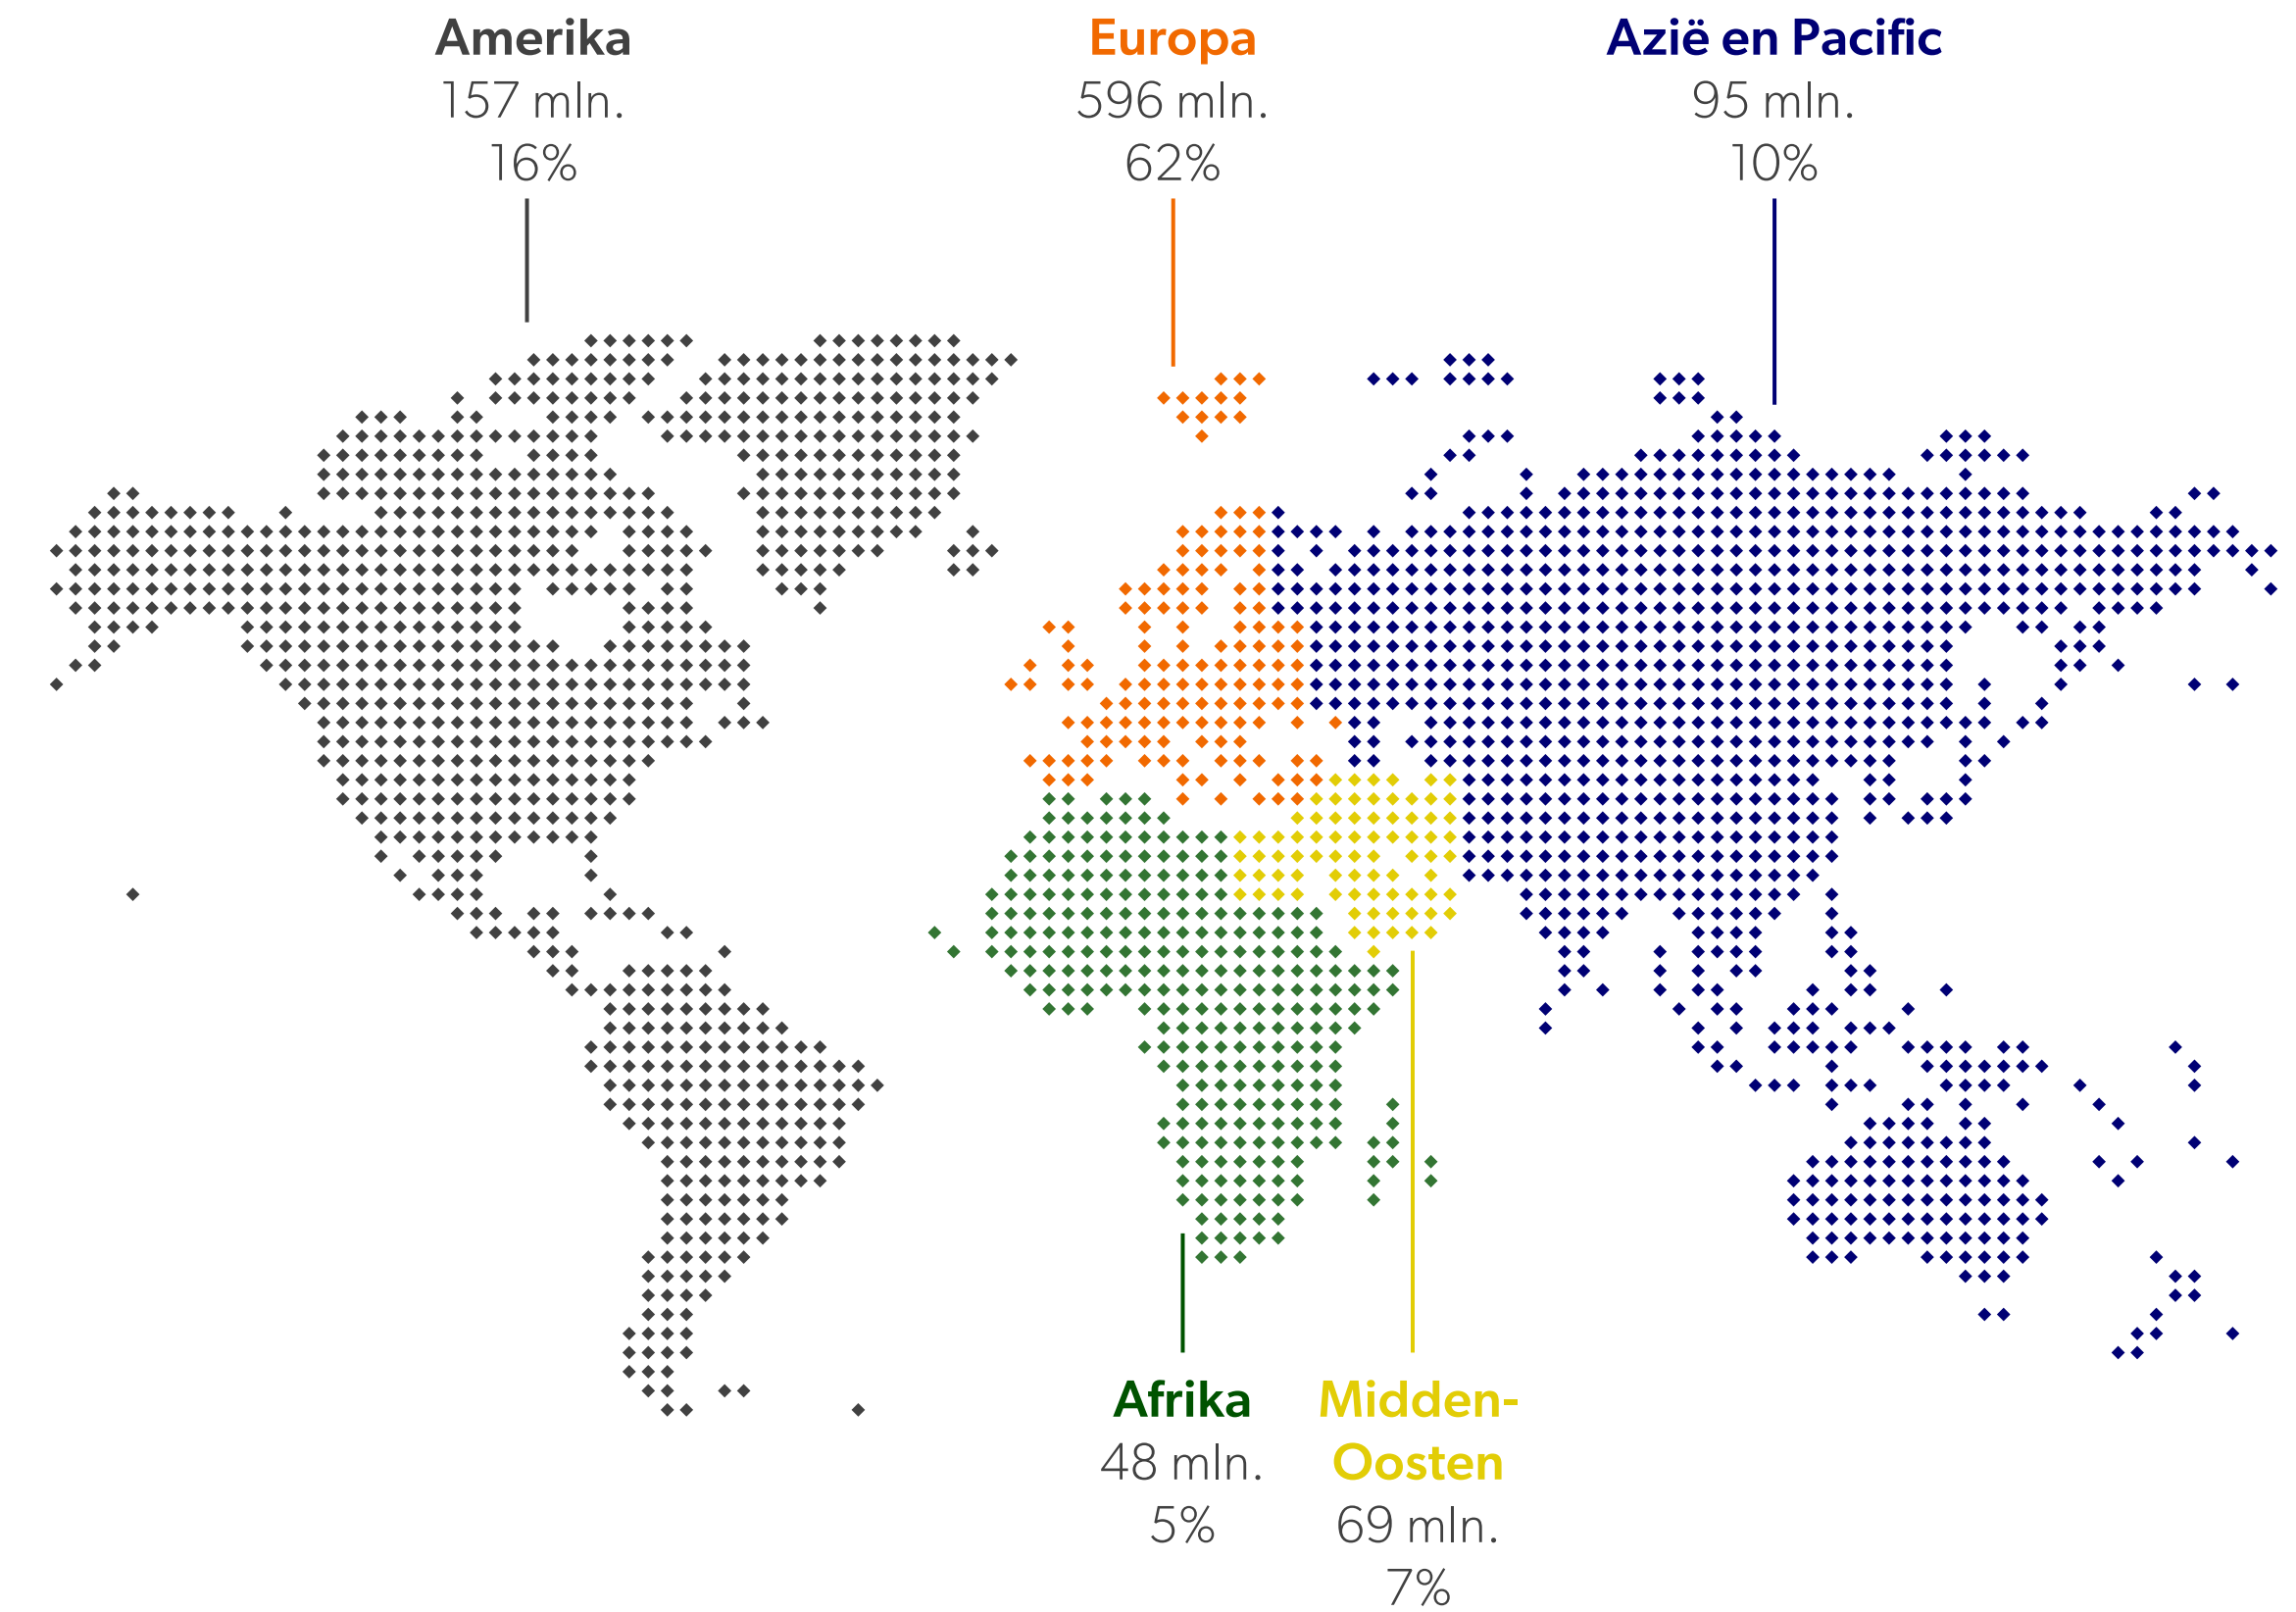 Amerika
157 mln.
16%
Europa
596 mln.
62%
Azië en Pacific
95 mln.
10%
Afrika
48 mln.
5%
Midden-
Oosten
69 mln.
7%